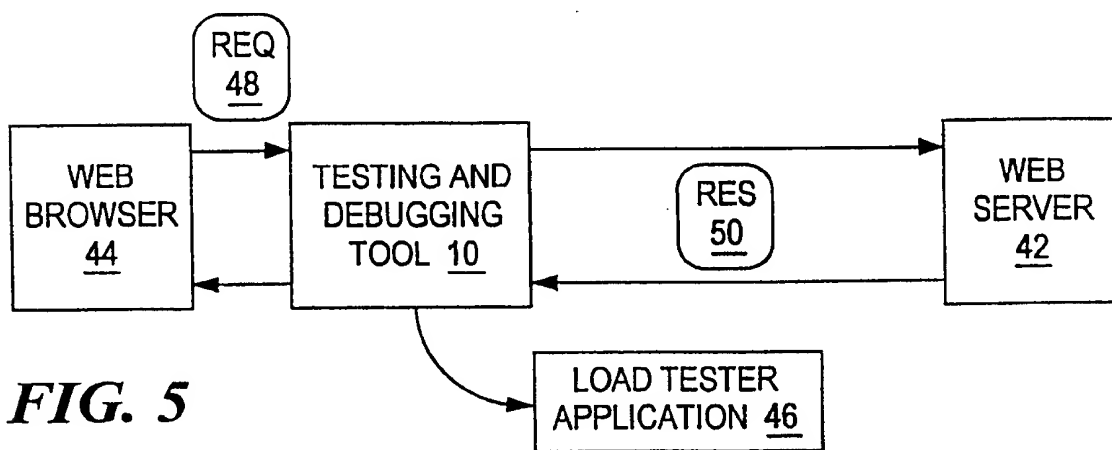 REQ
48
WEB
BROWSER
44
TESTING AND
DEBUGGING
TOOL 10
RES
50
WEB
SERVER
42
LOAD TESTER
APPLICATION 46
FIG. 5